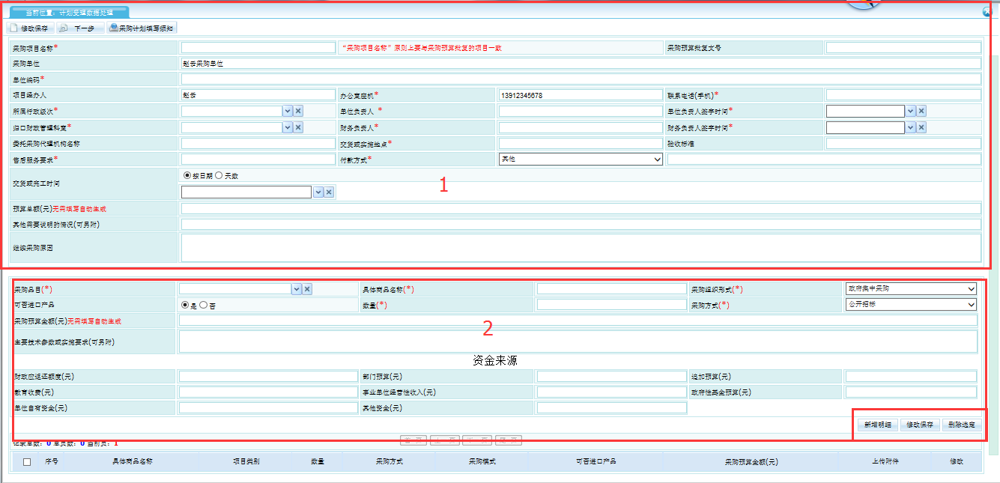 当前位置: 计划受理数据处理
修改保存 下一步 采购计划填写须知
采购项目名称* “采购项目名称”原则上要与采购预算批复的项目一致 采购预算批复文号
采购单位 赵云采购单位
单位编码*
项目经办人 赵云 办公室座机* 13912345678 联系电话(手机)*
所属行政级次* 单位负责人 * 单位负责人签字时间*
归口财政管理科室* 财务负责人* 财务负责人签字时间*
委托采购代理机构名称 交货或实施地点* 验收标准
售后服务要求* 付款方式* 其他
交货或完工时间 按日期 天数
1
预算总额(元)无需填写自动生成
其他需要说明的情况(可另附)
继续采购原因
采购品目(*) 具体商品名称(*) 采购组织形式(*) 政府集中采购
可否进口产品 是 否 数量(*) 采购方式(*) 公开招标
采购预算金额(元)无需填写自动生成
2
主要技术参数或实施要求(可另附)
资金来源
财政应返还额度(元) 部门预算(元) 追加预算(元)
教育收费(元) 事业单位经营性收入(元) 政府性基金预算(元)
单位自有资金(元) 其他资金(元)
新增明细 修改保存 删除选定
记录总数: 0 总页数: 0 当前页: 1
序号 具体商品名称 项目类别 数量 采购方式 采购模式 可否进口产品 采购预算金额(元) 上传附件 修改